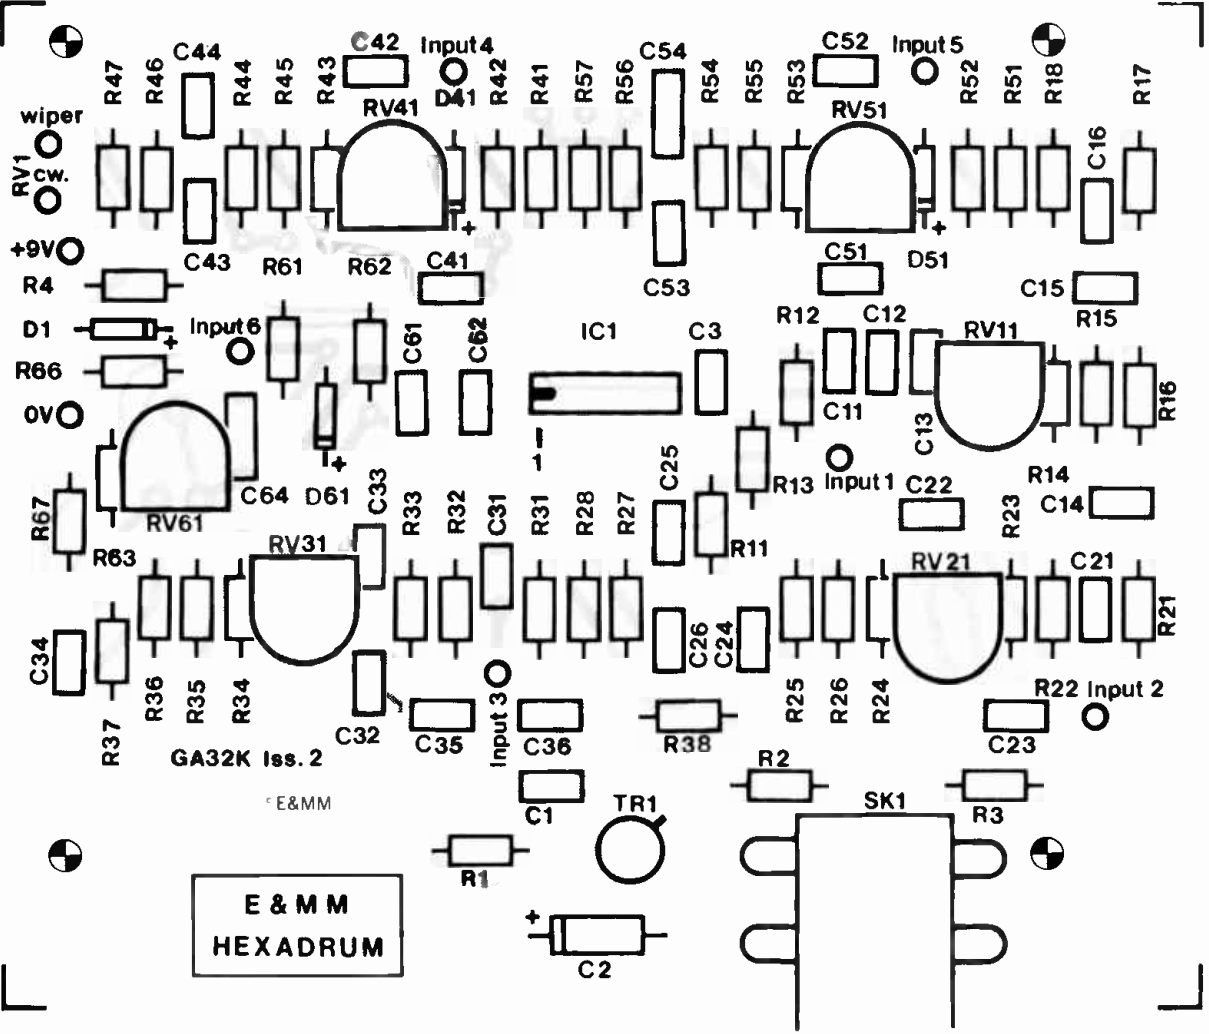 R47
R46
C44
R44
R45
R43
C42
Input 4
D41
R42
R41
R57
R56
C54
R54
R55
R53
C52
Input 5
R52
R51
R18
R17
wiper
RV1
cw.
RV41
RV51
C16
+
+
+9V
C43
R61
R62
C41
C53
C51
D51
R4
C15
D1
+
Input 6
C61
C62
IC1
C3
R12
C12
RV11
R15
R66
0V
C11
C13
R16
1
+
R67
C64
D61
C33
R33
R32
C31
R31
R28
R27
C25
R13
Input 1
R14
C22
R23
C14
RV61
R63
RV31
R11
RV21
C21
R21
C34
C26
C24
R37
R36
R35
R34
C32
C35
Input 3
C36
R38
R25
R26
R24
R22
Input 2
C23
GA32K Iss. 2
© E&MM
C1
TR1
R2
SK1
R3
R1
E & M M
HEXADRUM
+
C2